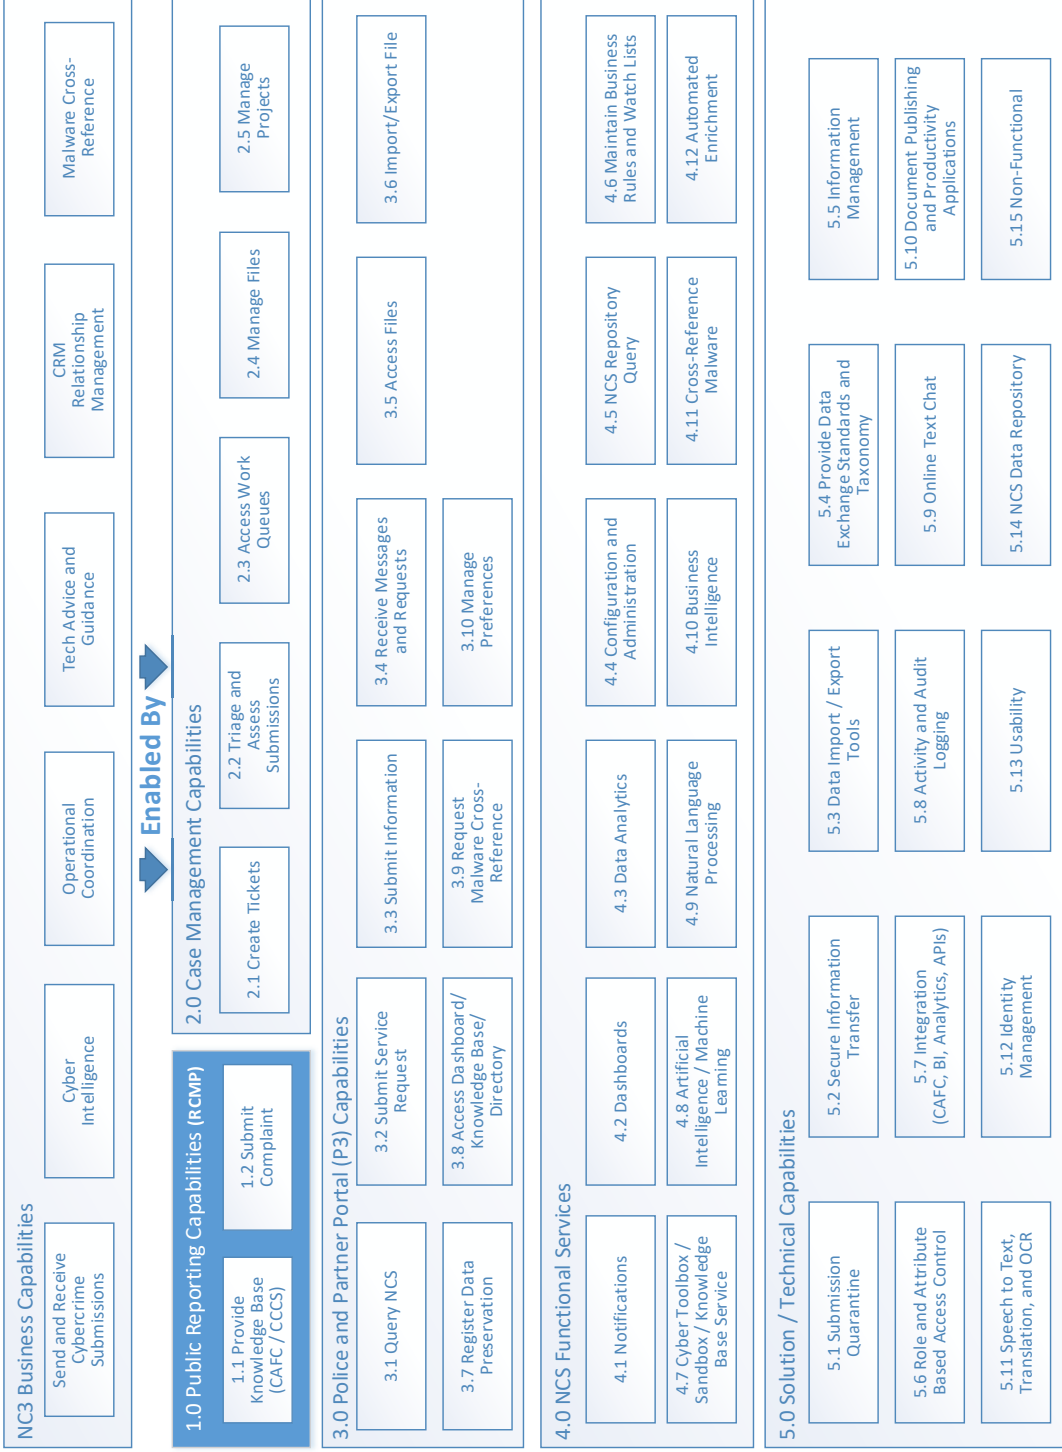 NC3 Business Capabilities
Send and Receive
Cybercrime
Submissions
Cyber
Intelligence
Operational
Coordination
Tech Advice and
Guidance
CRM
Relationship
Management
Malware Cross-
Reference
Enabled By
1.0 Public Reporting Capabilities (RCMP)
1.1 Provide
Knowledge Base
(CAFC / CCCS)
1.2 Submit
Complaint
2.0 Case Management Capabilities
2.1 Create Tickets
2.2 Triage and
Assess
Submissions
2.3 Access Work
Queues
2.4 Manage Files
2.5 Manage
Projects
3.0 Police and Partner Portal (P3) Capabilities
3.1 Query NCS
3.2 Submit Service
Request
3.3 Submit Information
3.4 Receive Messages
and Requests
3.5 Access Files
3.6 Import/Export File
3.7 Register Data
Preservation
3.8 Access Dashboard/
Knowledge Base/
Directory
3.9 Request
Malware Cross-
Reference
3.10 Manage
Preferences
4.0 NCS Functional Services
4.1 Notifications
4.2 Dashboards
4.3 Data Analytics
4.4 Configuration and
Administration
4.5 NCS Repository
Query
4.6 Maintain Business
Rules and Watch Lists
4.7 Cyber Toolbox /
Sandbox / Knowledge
Base Service
4.8 Artificial
Intelligence / Machine
Learning
4.9 Natural Language
Processing
4.10 Business
Intelligence
4.11 Cross-Reference
Malware
4.12 Automated
Enrichment
5.0 Solution / Technical Capabilities
5.1 Submission
Quarantine
5.2 Secure Information
Transfer
5.3 Data Import / Export
Tools
5.4 Provide Data
Exchange Standards and
Taxonomy
5.5 Information
Management
5.6 Role and Attribute
Based Access Control
5.7 Integration
(CAFC, BI, Analytics, APIs)
5.8 Activity and Audit
Logging
5.9 Online Text Chat
5.10 Document Publishing
and Productivity
Applications
5.11 Speech to Text,
Translation, and OCR
5.12 Identity
Management
5.13 Usability
5.14 NCS Data Repository
5.15 Non-Functional